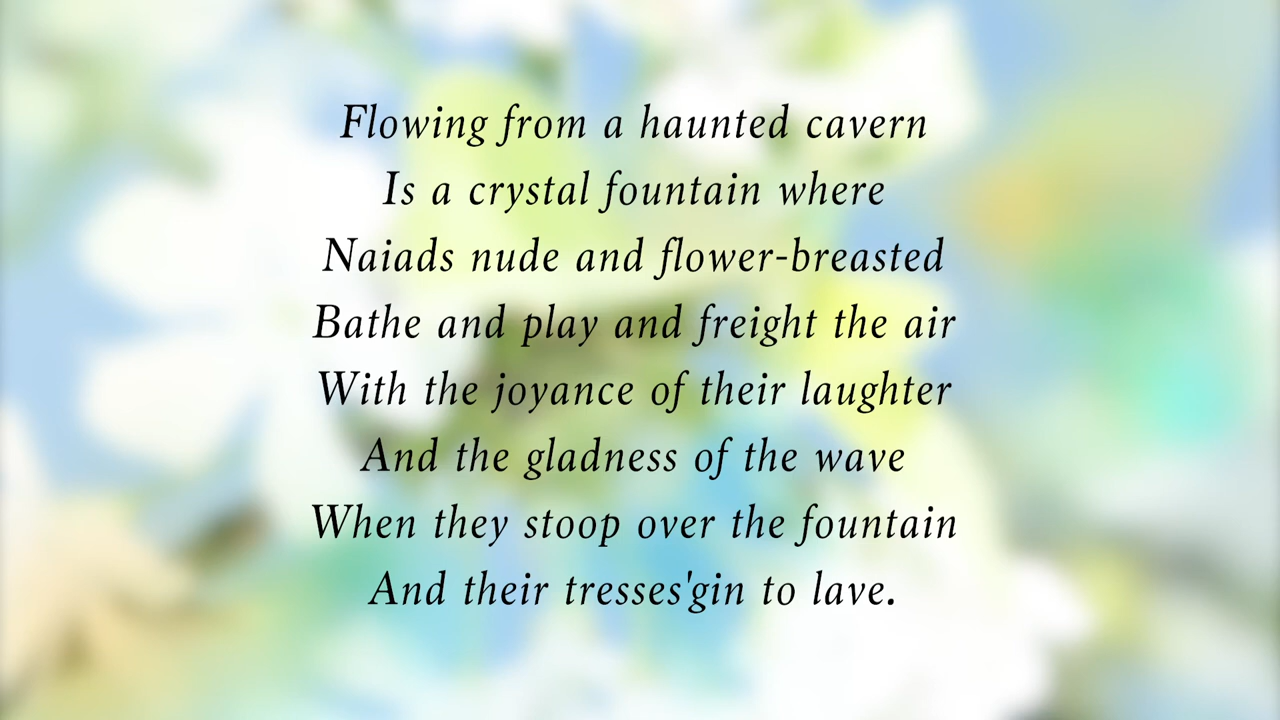 Flowing from a haunted cavern
Is a crystal fountain where
Naiads nude and flower-breasted
Bathe and play and freight the air
With the joyance of their laughter
And the gladness of the wave
When they stoop over the fountain
And their tresses'gin to lave.